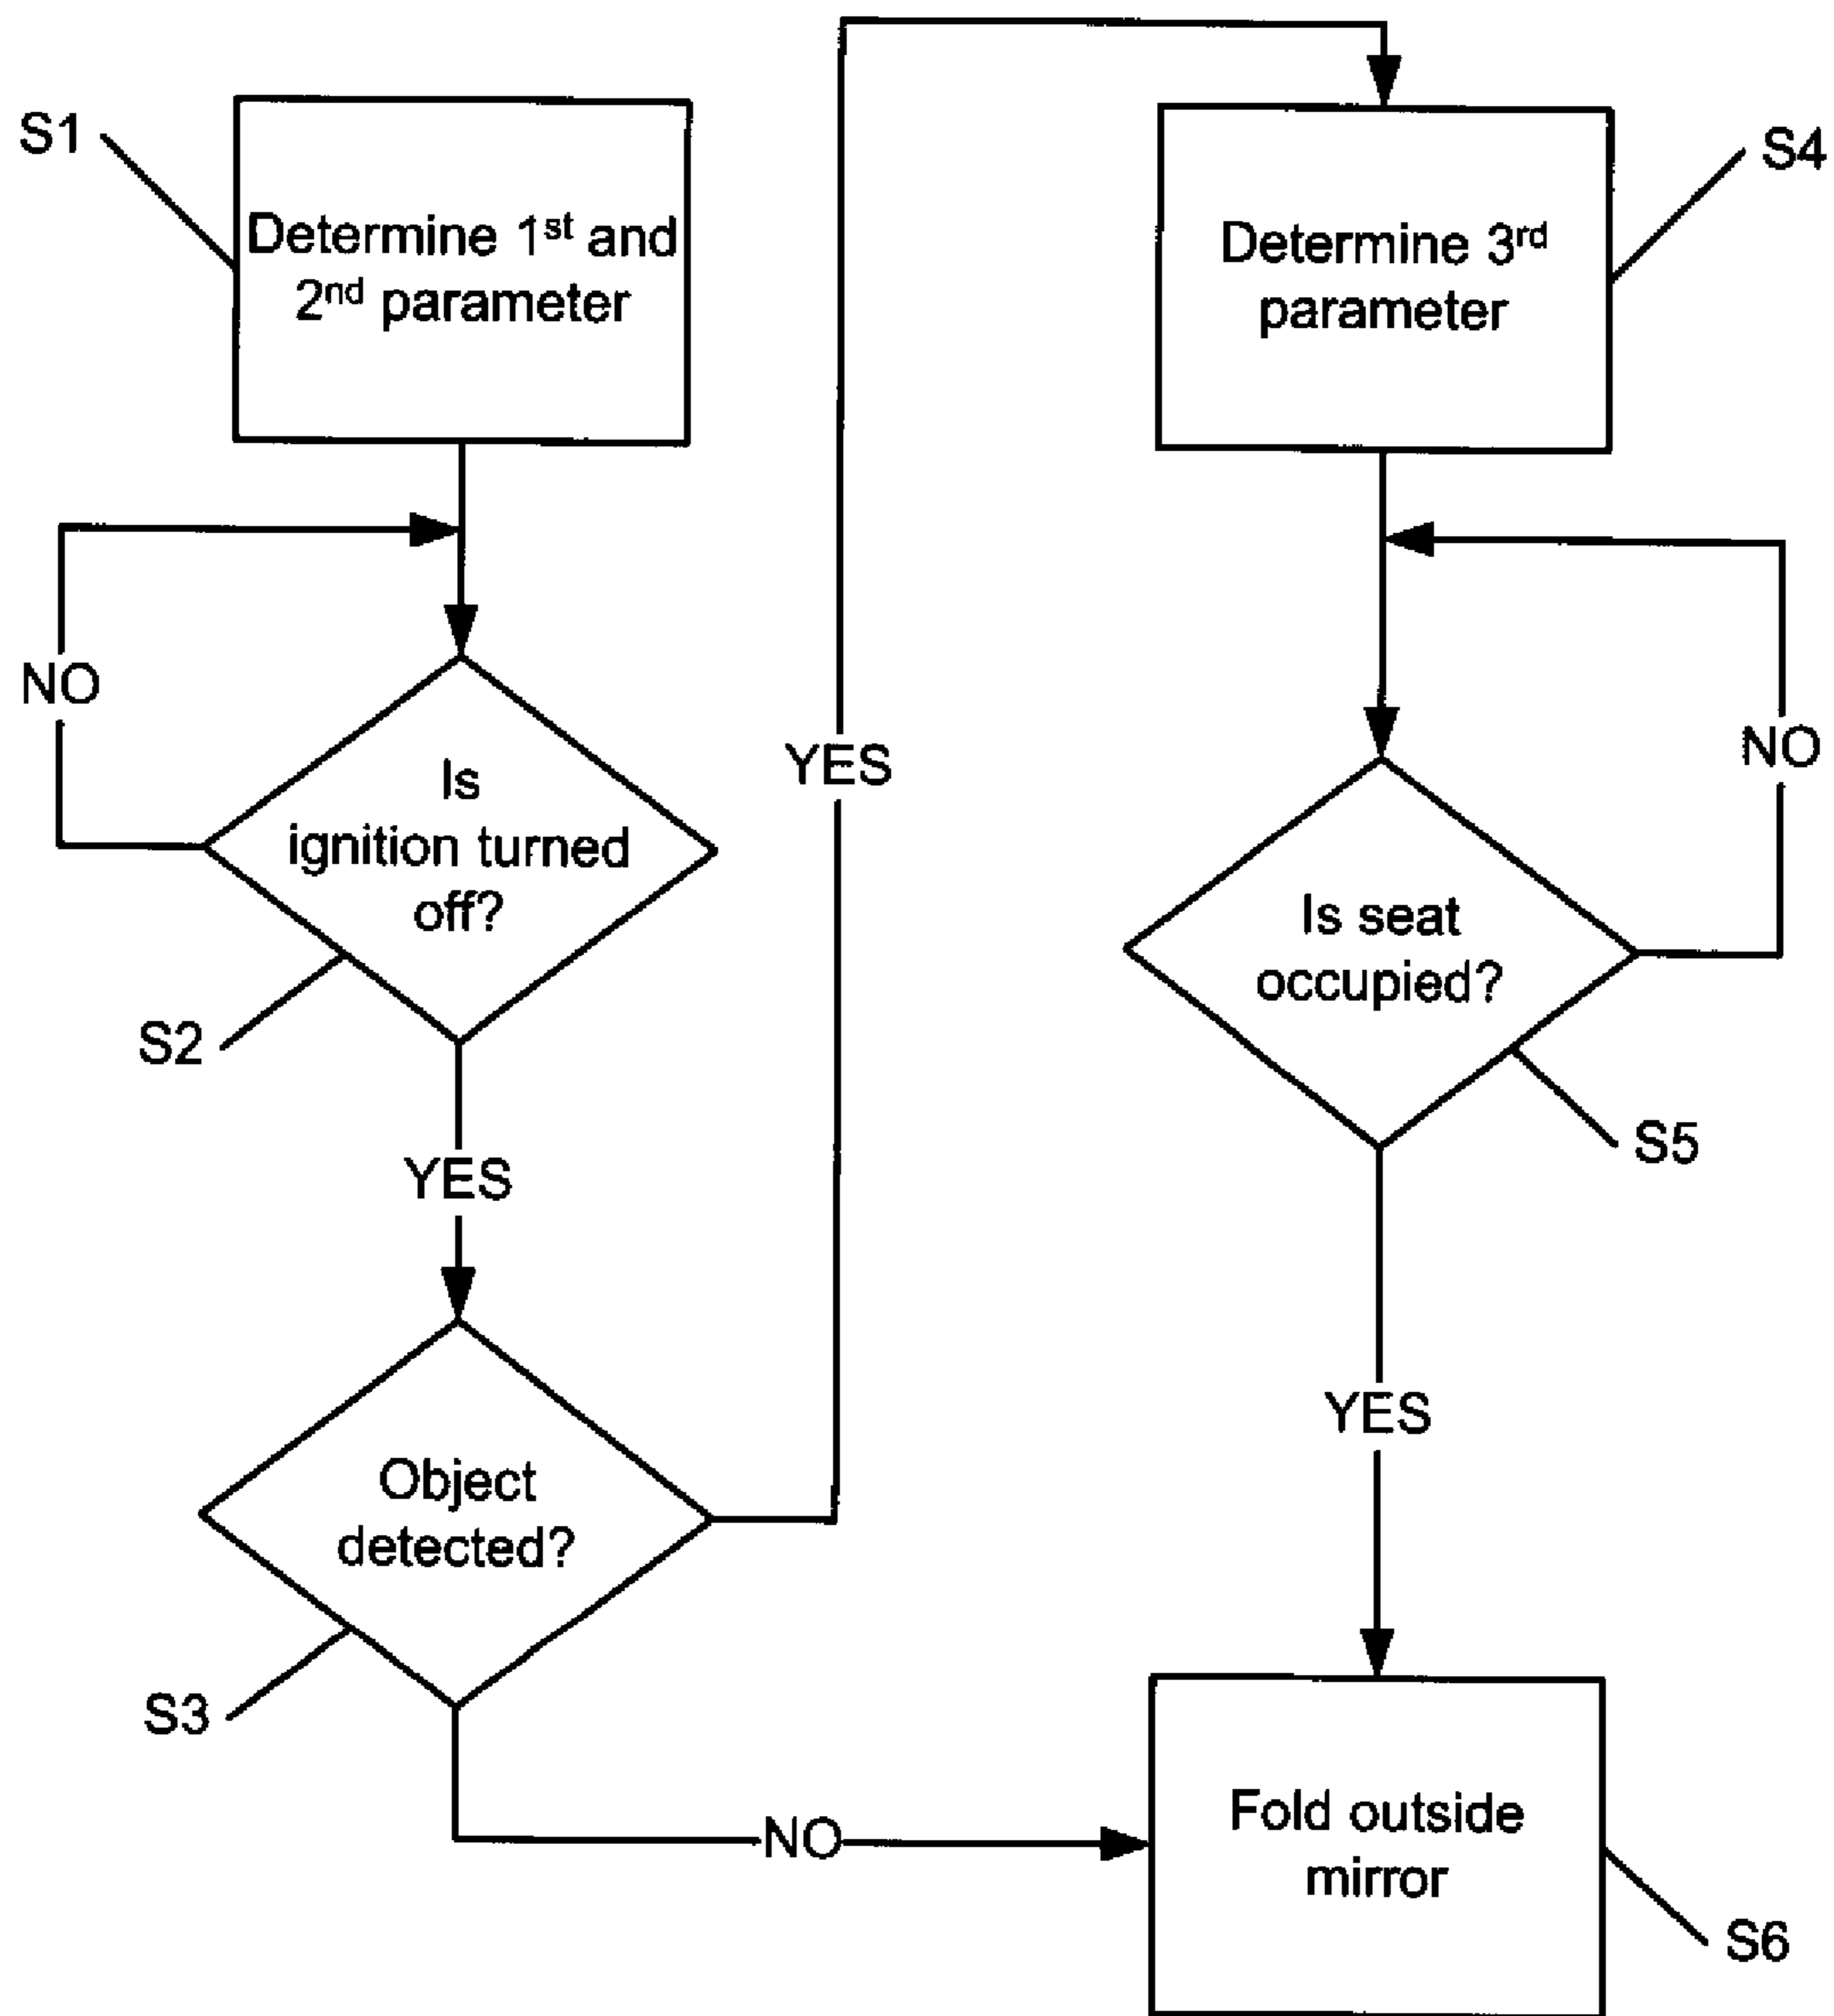 S1
Determine 1st and
2nd parameter
NO
Is
ignition turned
off?
S2
YES
Object
detected?
S3
YES
NO
S4
Determine 3rd
parameter
NO
Is seat
occupied?
S5
YES
Fold outside
mirror
S6